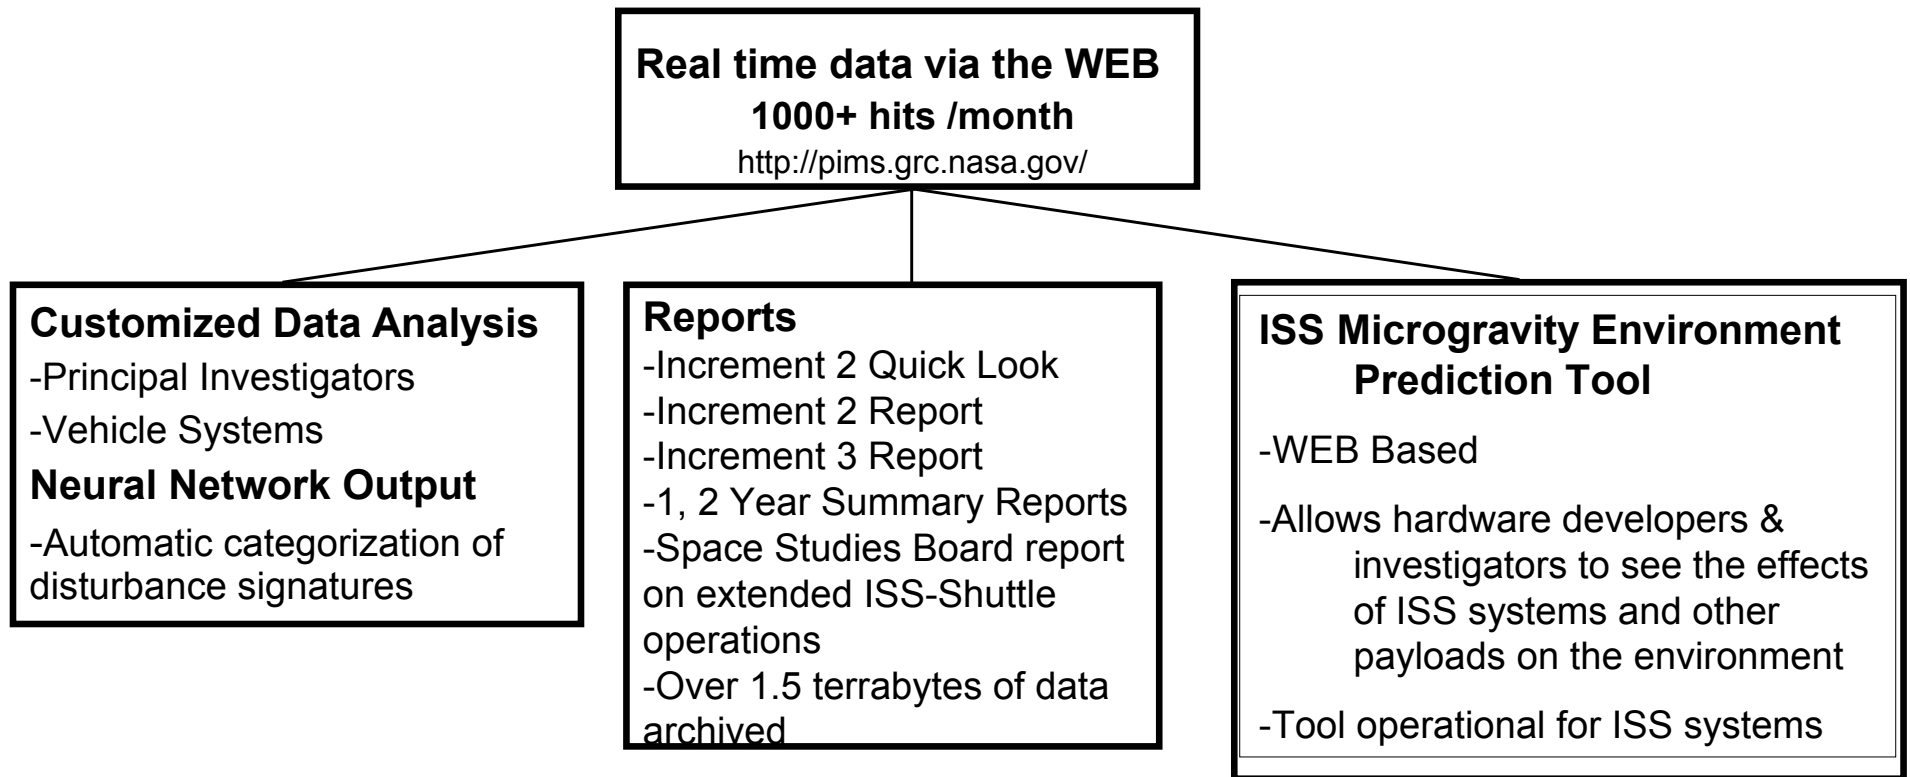 Real time data via the WEB
1000+ hits /month
http://pims.grc.nasa.gov/
Customized Data Analysis
-Principal Investigators
-Vehicle Systems
Neural Network Output
-Automatic categorization of
disturbance signatures
Reports
-Increment 2 Quick Look
-Increment 2 Report
-Increment 3 Report
-1, 2 Year Summary Reports
-Space Studies Board report
on extended ISS-Shuttle
operations
-Over 1.5 terrabytes of data
archived
ISS Microgravity Environment
Prediction Tool
-WEB Based
-Allows hardware developers &
investigators to see the effects
of ISS systems and other
payloads on the environment
-Tool operational for ISS systems